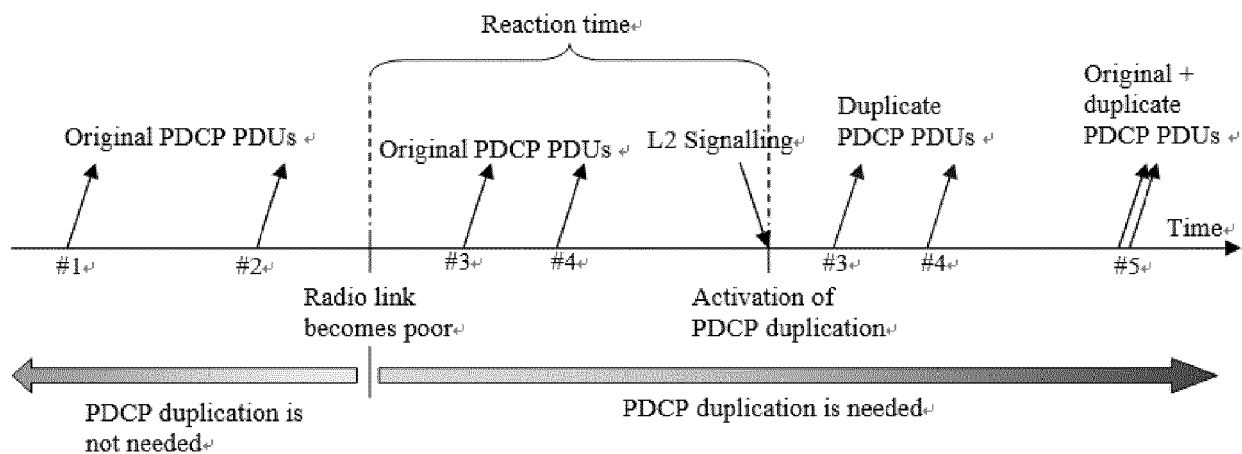 Reaction time↵
Original PDCP PDUs ↵
Original PDCP PDUs ↵
L2 Signalling↵
Duplicate
PDCP PDUs ↵
Original +
duplicate
PDCP PDUs↵
Time↵
#1↵
#2↵
#3↵
#4↵
#3↵
#4↵
#5↵
Radio link
becomes poor↵
Activation of
PDCP duplication↵
PDCP duplication is
not needed↵
PDCP duplication is needed↵